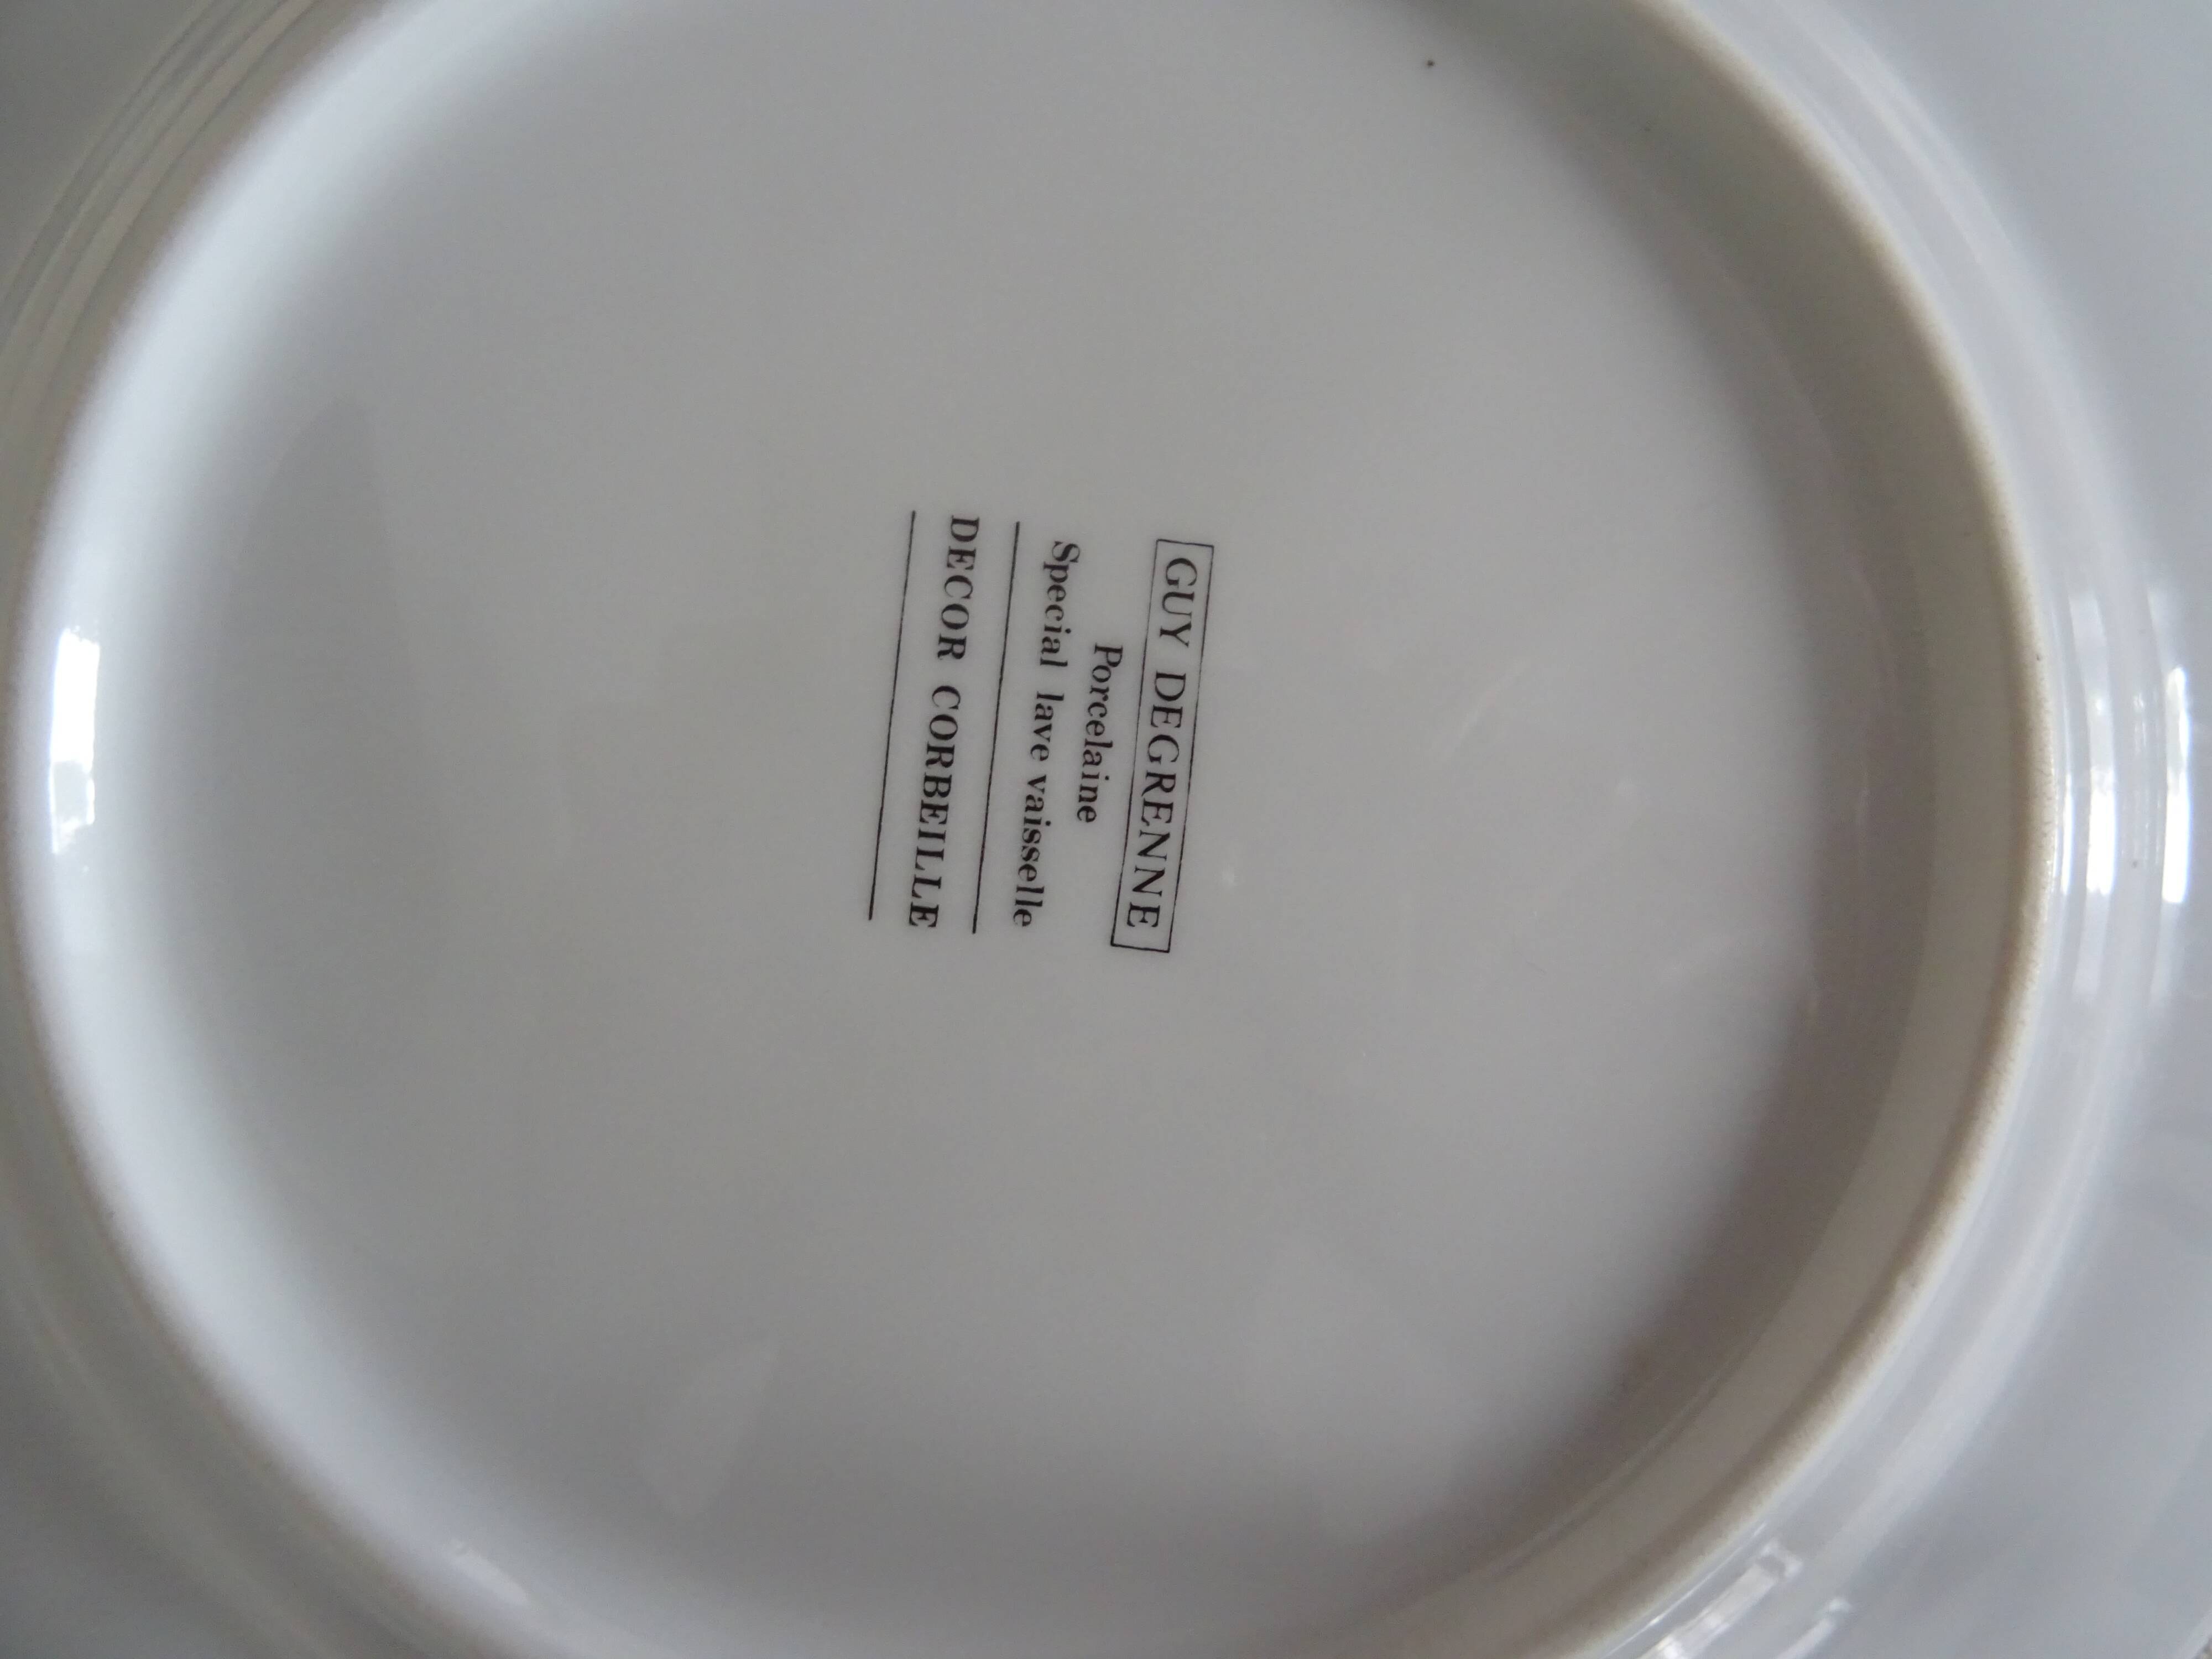 GUY DEGRENNE
Porcelaine
Special lave vaisselle
DECOR CORBEILLE